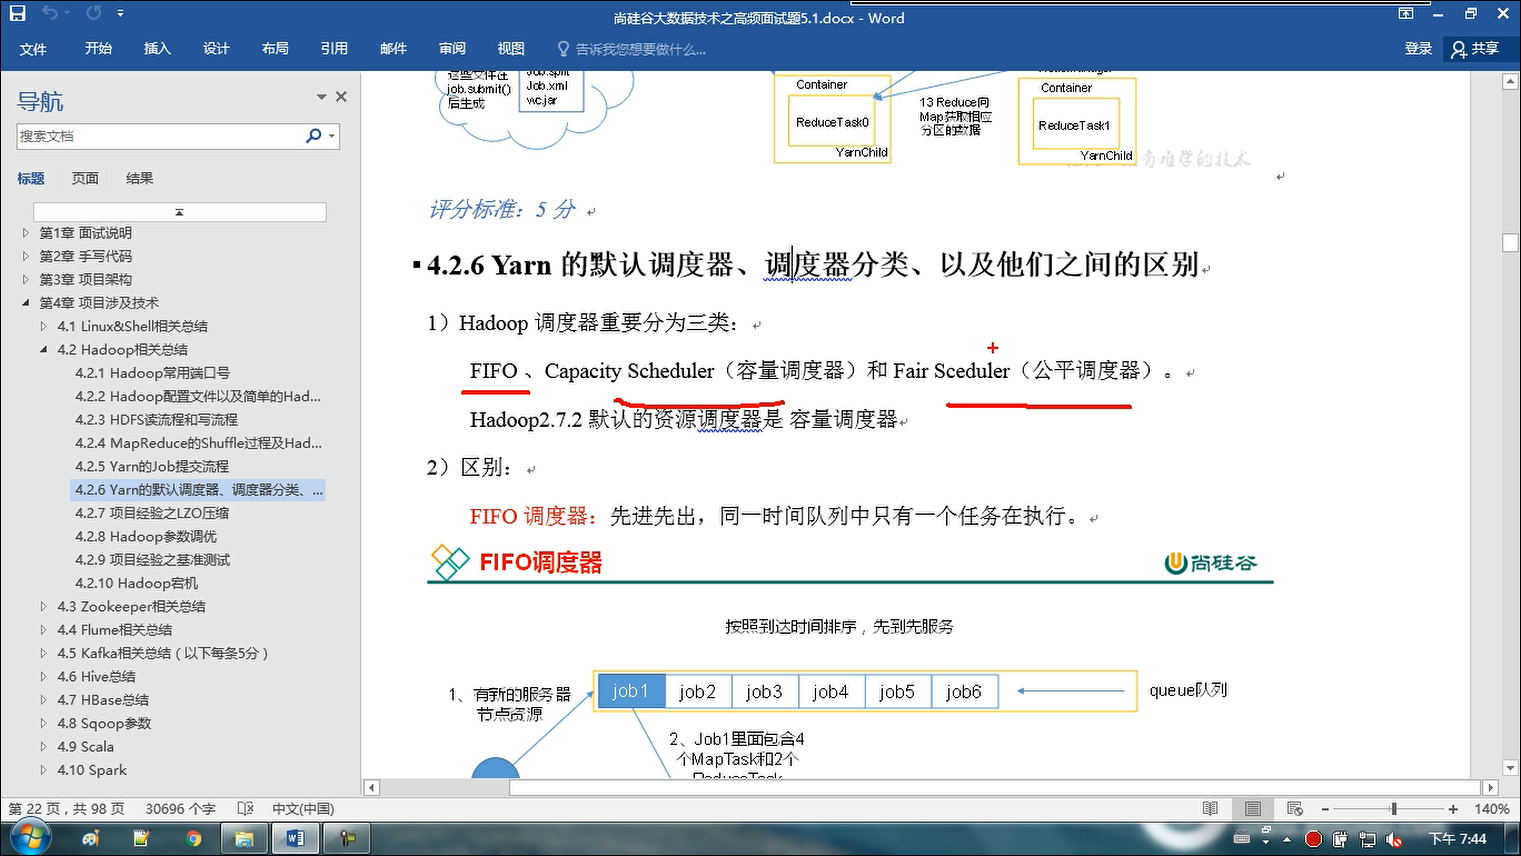 尚硅谷大数据技术之高频面试题5.1.docx - Word
文件 开始 插入 设计 布局 引用 邮件 审阅 视图 告诉我您想要做什么... 登录 共享
导航
搜索文档
标题 页面 结果
第1章 面试说明
第2章 手写代码
第3章 项目架构
第4章 项目涉及技术
4.1 Linux&Shell相关总结
4.2 Hadoop相关总结
4.2.1 Hadoop常用端口号
4.2.2 Hadoop配置文件以及简单的Had...
4.2.3 HDFS读流程和写流程
4.2.4 MapReduce的Shuffle过程及Had...
4.2.5 Yarn的Job提交流程
4.2.6 Yarn的默认调度器、调度器分类、...
4.2.7 项目经验之LZO压缩
4.2.8 Hadoop参数调优
4.2.9 项目经验之基准测试
4.2.10 Hadoop宕机
4.3 Zookeeper相关总结
4.4 Flume相关总结
4.5 Kafka相关总结（以下每条5分）
4.6 Hive总结
4.7 HBase总结
4.8 Sqoop参数
4.9 Scala
4.10 Spark
这些文件在
job.submit()
后生成
Job.split
Job.xml
wc.jar
Container
ReduceTask0
YarnChild
13 Reduce向
Map获取相应
分区的数据
Container
ReduceTask1
YarnChild
有难学的技术
评分标准：5 分
4.2.6 Yarn 的默认调度器、调度器分类、以及他们之间的区别
1）Hadoop 调度器重要分为三类：
FIFO 、Capacity Scheduler（容量调度器）和 Fair Sceduler（公平调度器）。
Hadoop2.7.2 默认的资源调度器是 容量调度器
2）区别：
FIFO 调度器：先进先出，同一时间队列中只有一个任务在执行。
FIFO调度器
尚硅谷
按照到达时间排序，先到先服务
1、有新的服务器
节点资源
job1 job2 job3 job4 job5 job6
queue队列
2、Job1里面包含4
个MapTask和2个
ReduceTask
第 22 页，共 98 页 30696 个字 中文(中国) 140%
下午 7:44